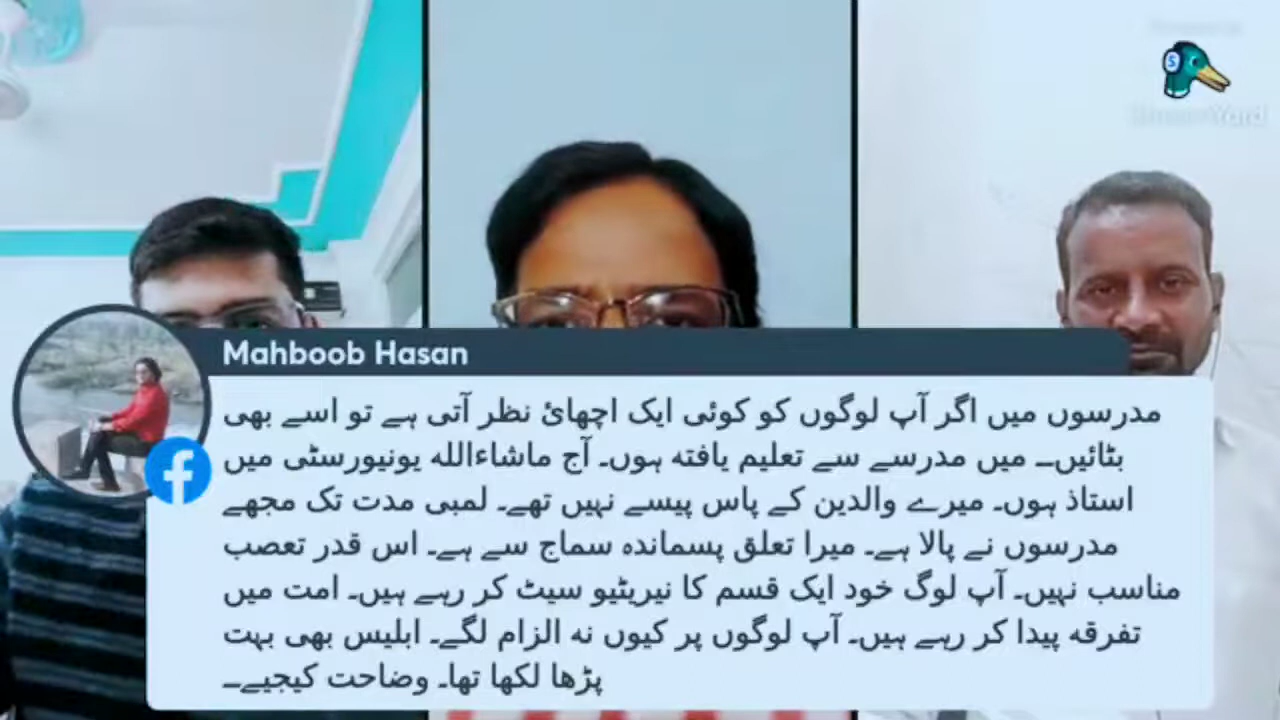 Mahboob Hasan
مدرسوں میں اگر آپ لوگوں کو کوئی ایک اچھائ نظر آتی ہے تو اسے بھی
بٹائیں۔۔ میں مدرسے سے تعلیم یافتہ ہوں۔ آج ماشاءاللہ یونیورسٹی میں
استاذ ہوں۔ میرے والدین کے پاس پیسے نہیں تھے۔ لمبی مدت تک مجھے
مدرسوں نے پالا ہے۔ میرا تعلق پسماندہ سماج سے ہے۔ اس قدر تعصب
مناسب نہیں۔ آپ لوگ خود ایک قسم کا نیریٹیو سیٹ کر رہے ہیں۔ امت میں
تفرقہ پیدا کر رہے ہیں۔ آپ لوگوں پر کیوں نہ الزام لگے۔ ابلیس بھی بہت
پڑھا لکھا تھا۔ وضاحت کیجیے۔۔